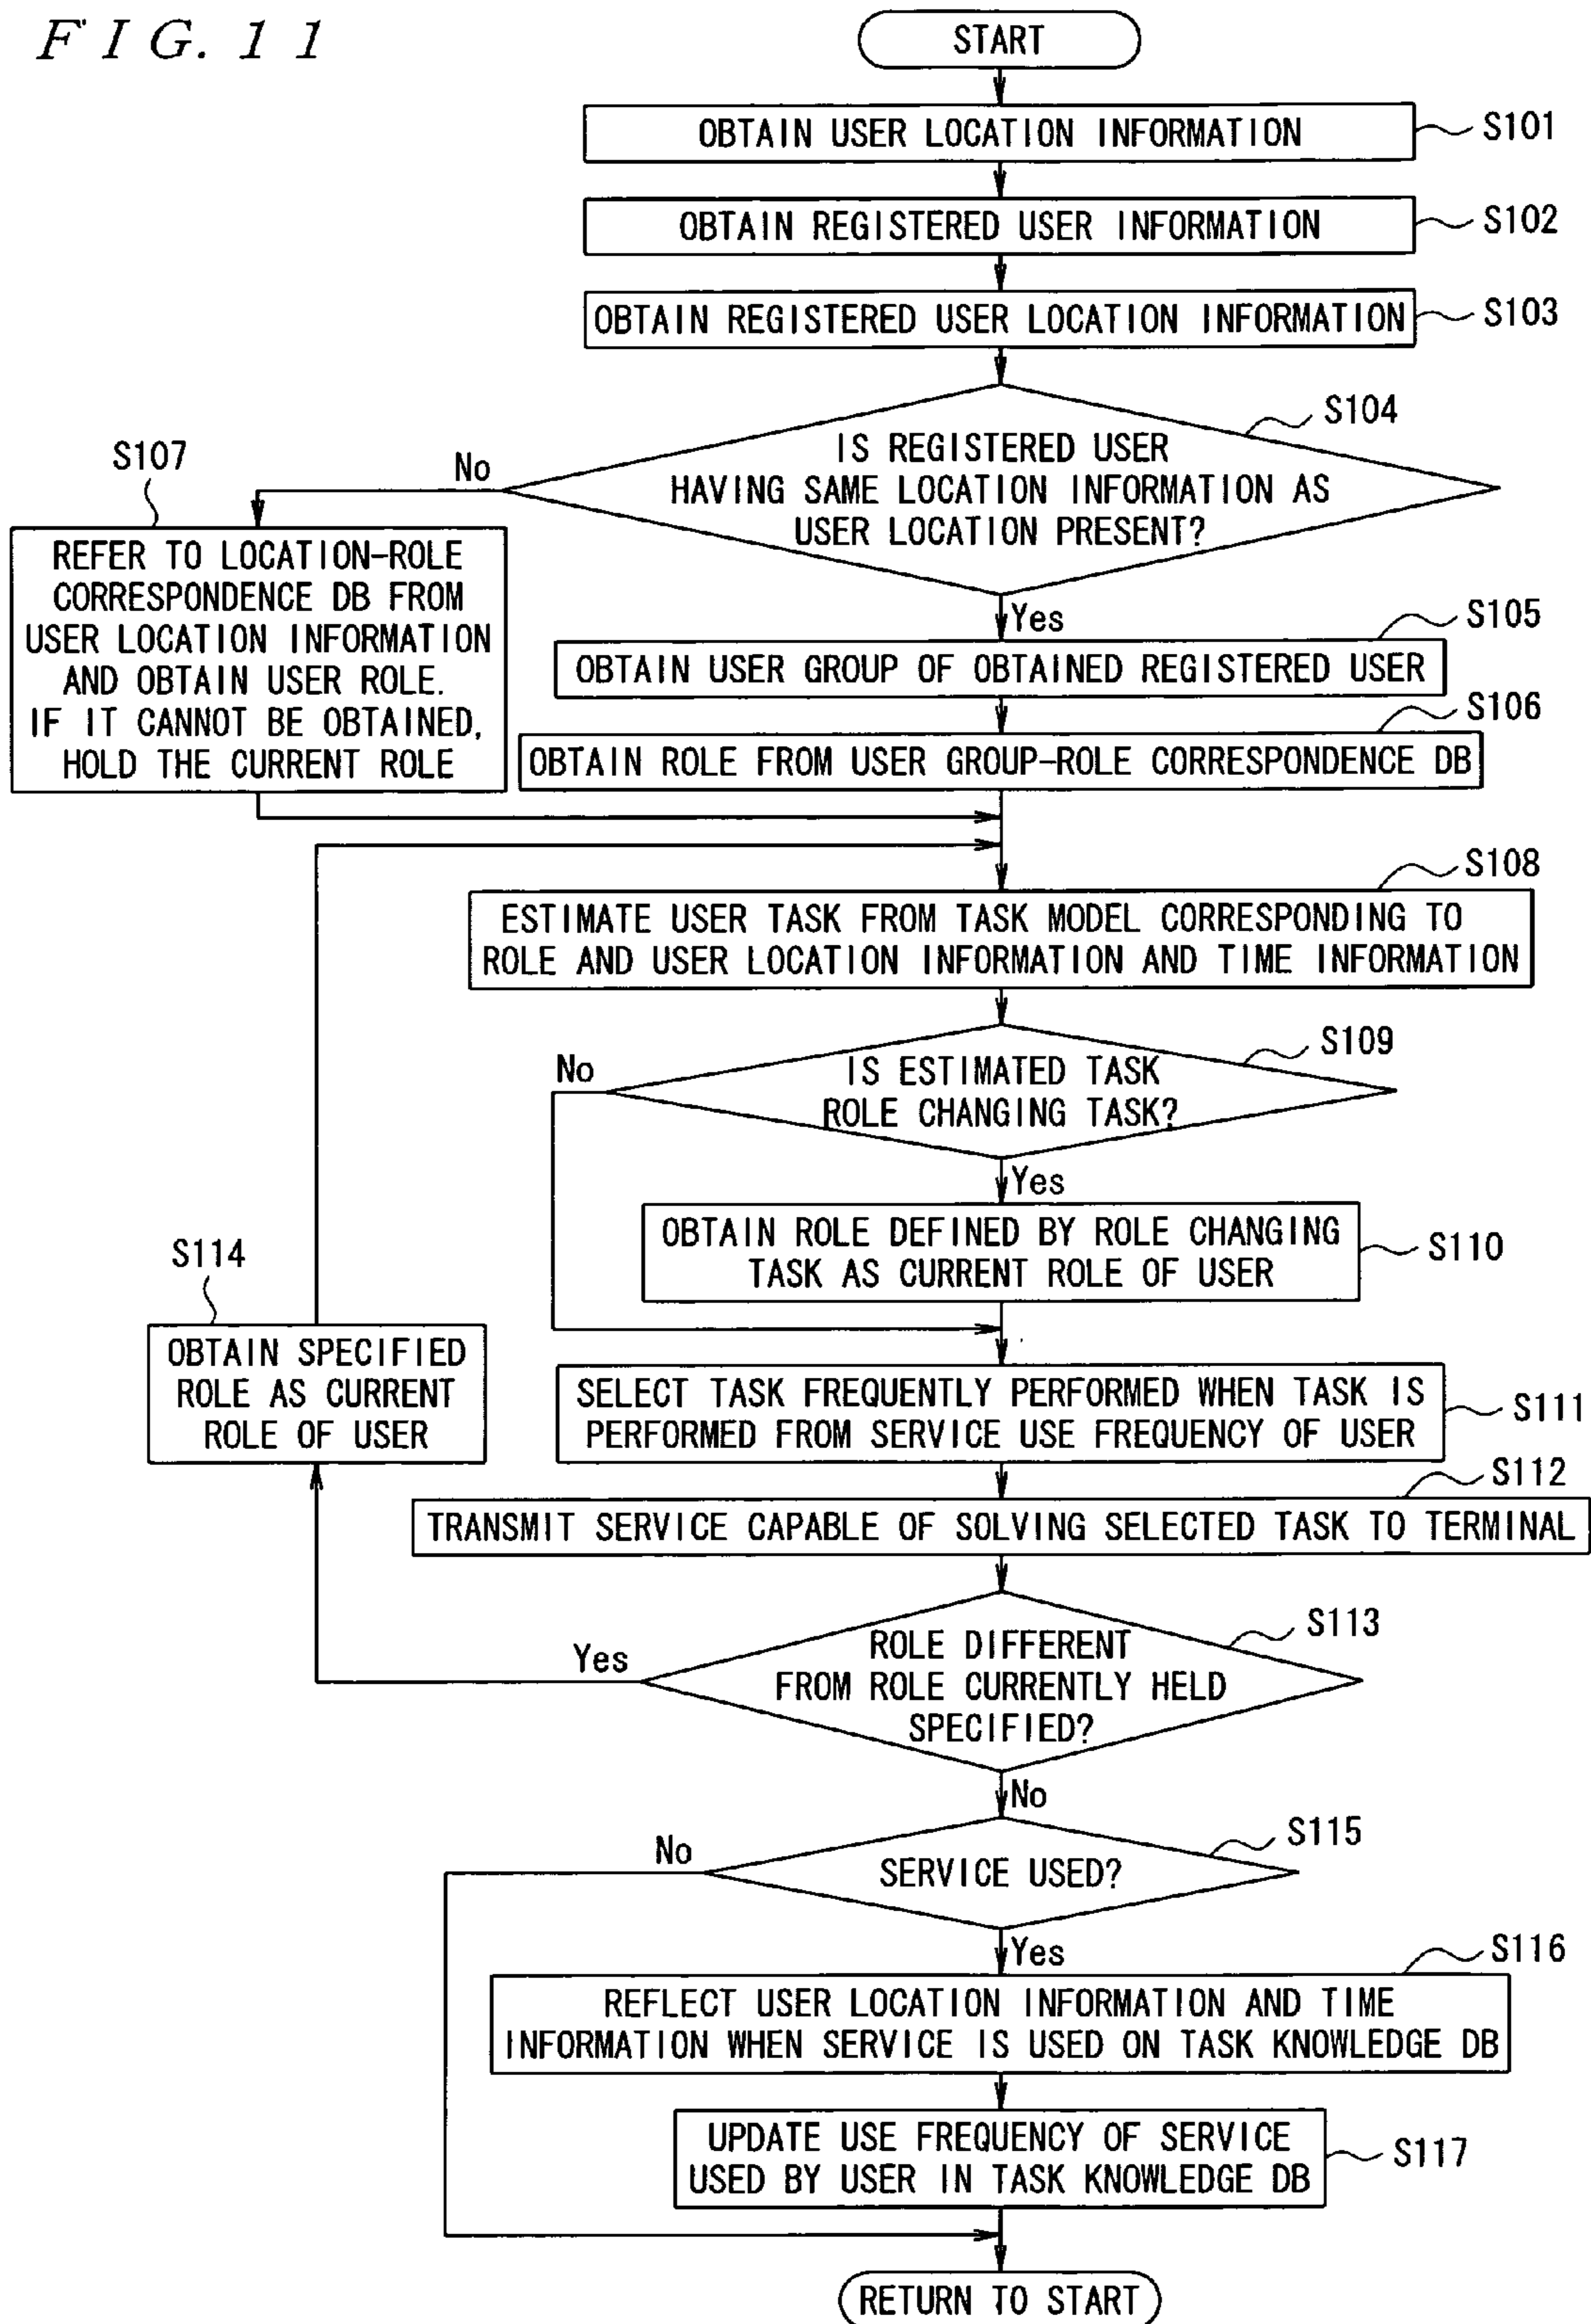 FIG. 11
START
OBTAIN USER LOCATION INFORMATION
S101
OBTAIN REGISTERED USER INFORMATION
S102
OBTAIN REGISTERED USER LOCATION INFORMATION
S103
S104
IS REGISTERED USER
HAVING SAME LOCATION INFORMATION AS
USER LOCATION PRESENT?
No
S107
REFER TO LOCATION-ROLE
CORRESPONDENCE DB FROM
USER LOCATION INFORMATION
AND OBTAIN USER ROLE.
IF IT CANNOT BE OBTAINED,
HOLD THE CURRENT ROLE
Yes
S105
OBTAIN USER GROUP OF OBTAINED REGISTERED USER
S106
OBTAIN ROLE FROM USER GROUP-ROLE CORRESPONDENCE DB
S108
ESTIMATE USER TASK FROM TASK MODEL CORRESPONDING TO
ROLE AND USER LOCATION INFORMATION AND TIME INFORMATION
S109
No
IS ESTIMATED TASK
ROLE CHANGING TASK?
Yes
OBTAIN ROLE DEFINED BY ROLE CHANGING
TASK AS CURRENT ROLE OF USER
S110
S114
OBTAIN SPECIFIED
ROLE AS CURRENT
ROLE OF USER
SELECT TASK FREQUENTLY PERFORMED WHEN TASK IS
PERFORMED FROM SERVICE USE FREQUENCY OF USER
S111
S112
TRANSMIT SERVICE CAPABLE OF SOLVING SELECTED TASK TO TERMINAL
S113
Yes
ROLE DIFFERENT
FROM ROLE CURRENTLY HELD
SPECIFIED?
No
S115
No
SERVICE USED?
Yes
S116
REFLECT USER LOCATION INFORMATION AND TIME
INFORMATION WHEN SERVICE IS USED ON TASK KNOWLEDGE DB
UPDATE USE FREQUENCY OF SERVICE
USED BY USER IN TASK KNOWLEDGE DB
S117
RETURN TO START